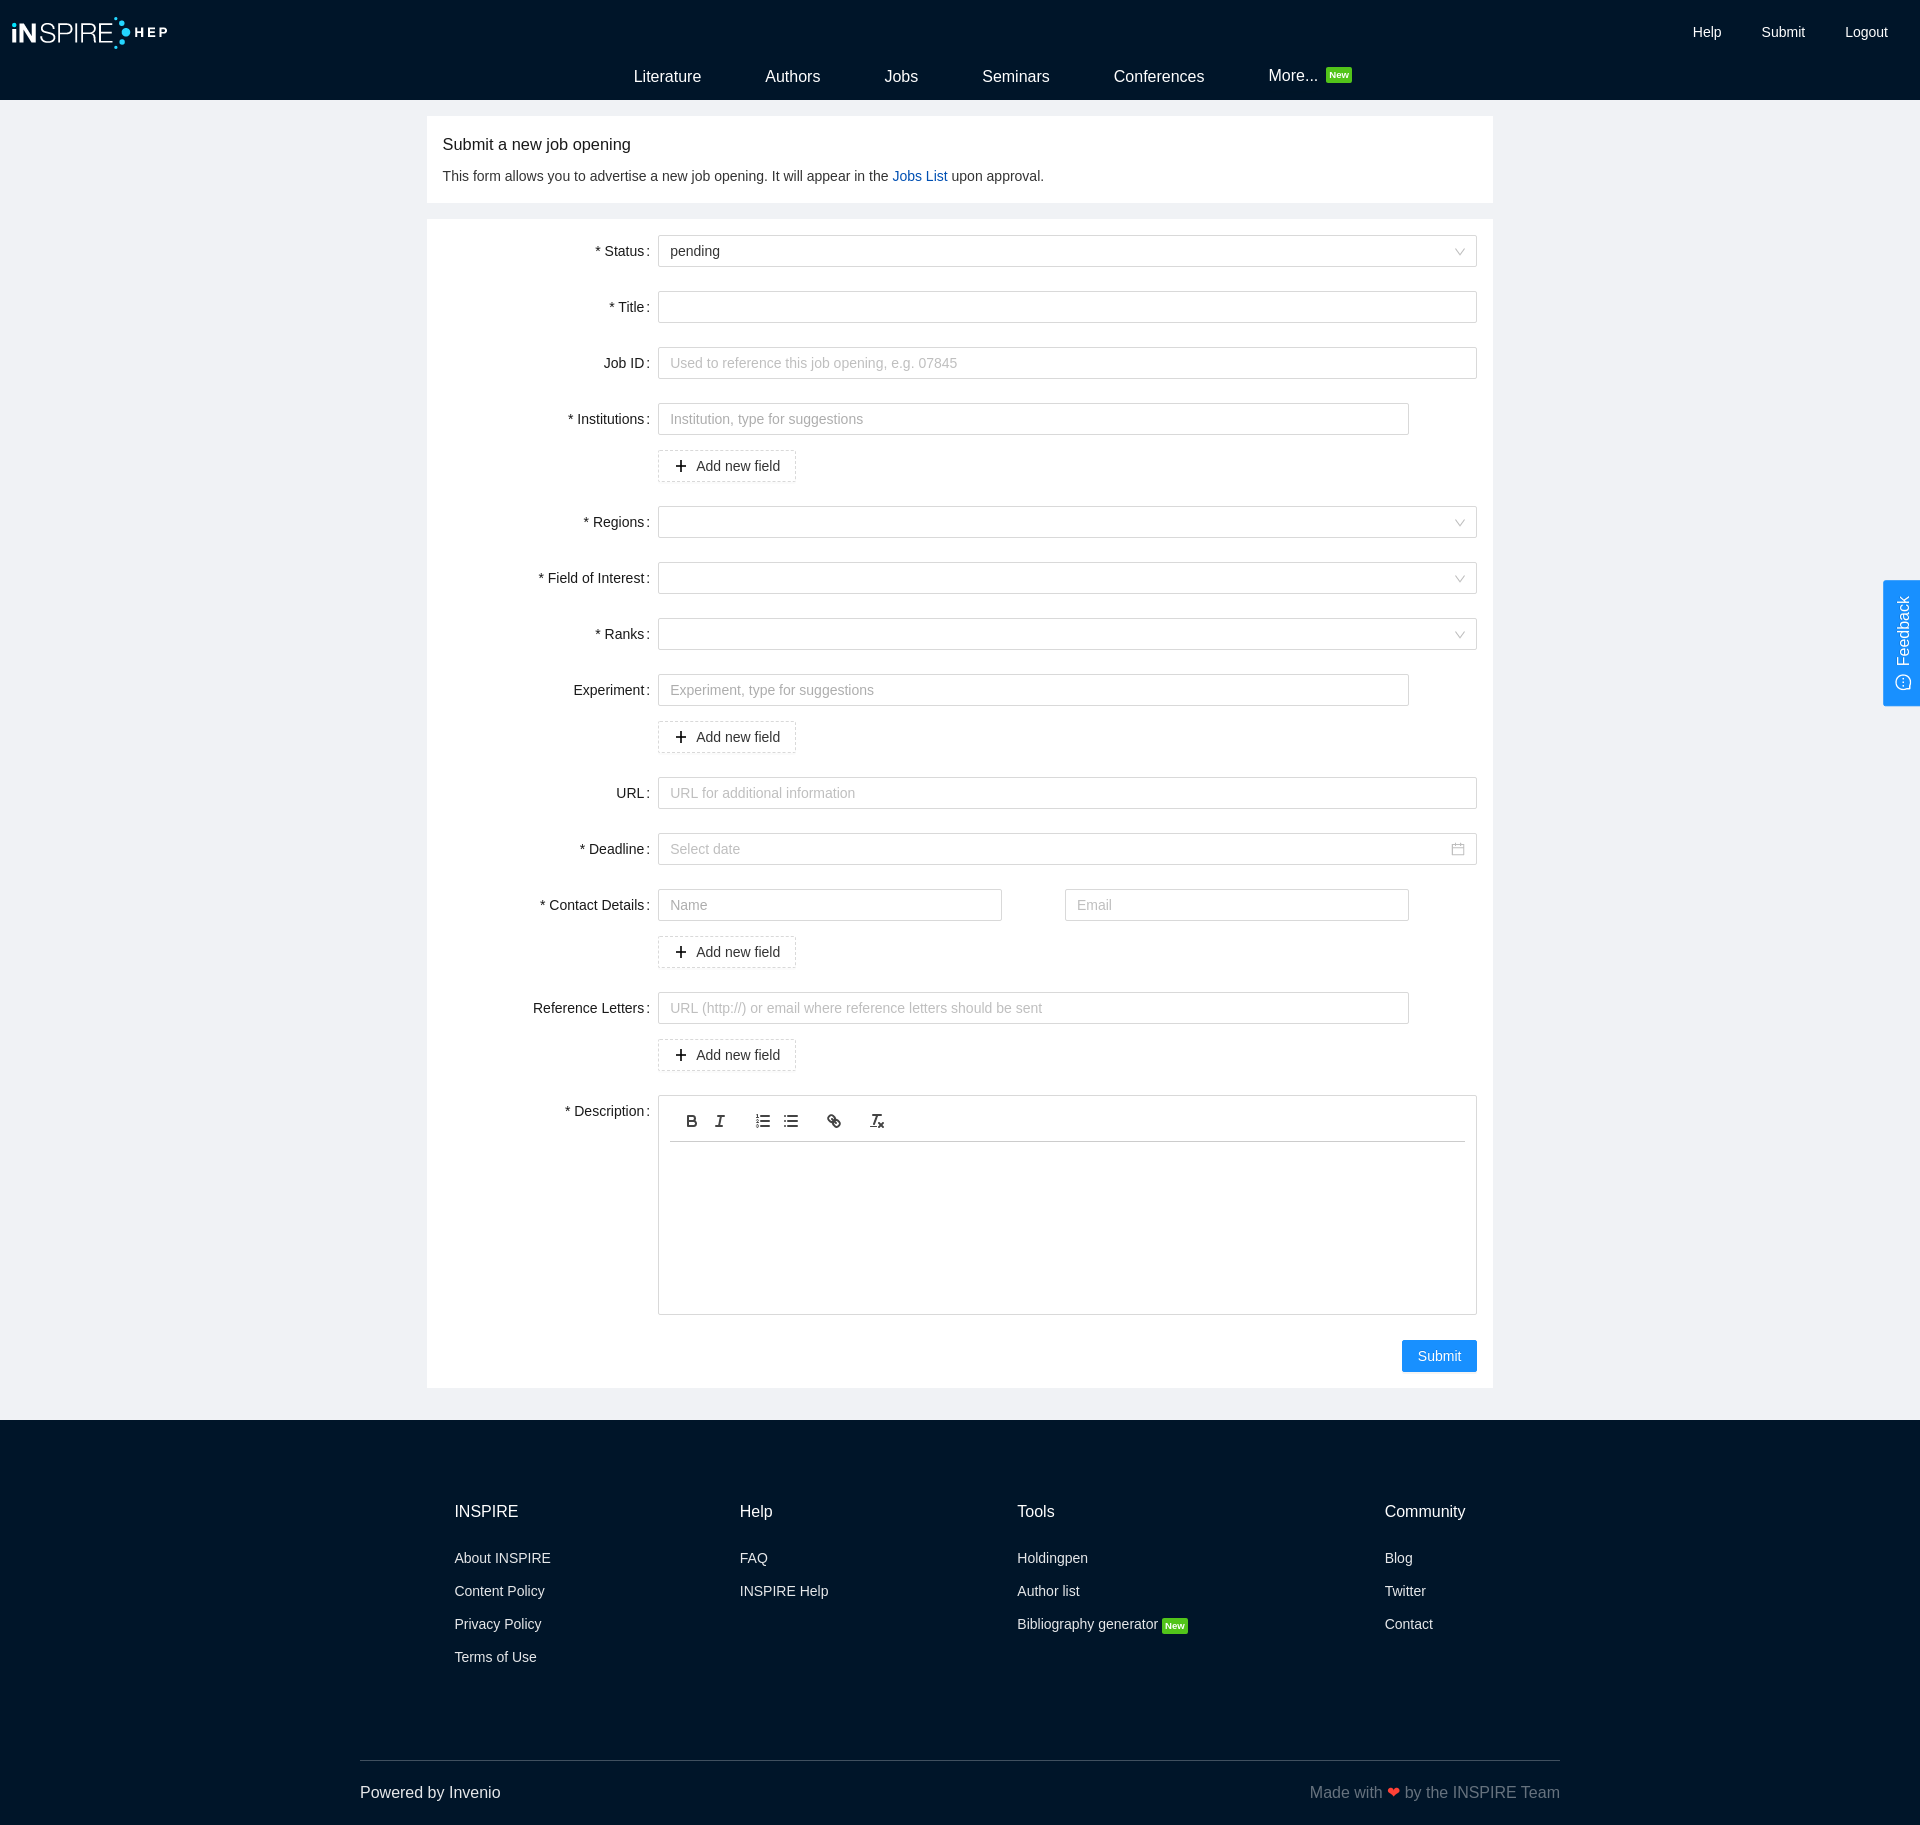 iNSPIRE HEP
Help Submit Logout
Literature Authors Jobs Seminars Conferences More... New
Submit a new job opening
This form allows you to advertise a new job opening. It will appear in the Jobs List upon approval.
* Status : pending
* Title :
Job ID : Used to reference this job opening, e.g. 07845
* Institutions : Institution, type for suggestions
Add new field
* Regions :
* Field of Interest :
* Ranks :
Feedback
Experiment : Experiment, type for suggestions
Add new field
URL : URL for additional information
* Deadline : Select date
* Contact Details : Name Email
Add new field
Reference Letters : URL (http://) or email where reference letters should be sent
Add new field
* Description :
Submit
INSPIRE Help Tools Community
About INSPIRE FAQ Holdingpen Blog
Content Policy INSPIRE Help Author list Twitter
Privacy Policy Bibliography generator New Contact
Terms of Use
Powered by Invenio Made with ❤ by the INSPIRE Team